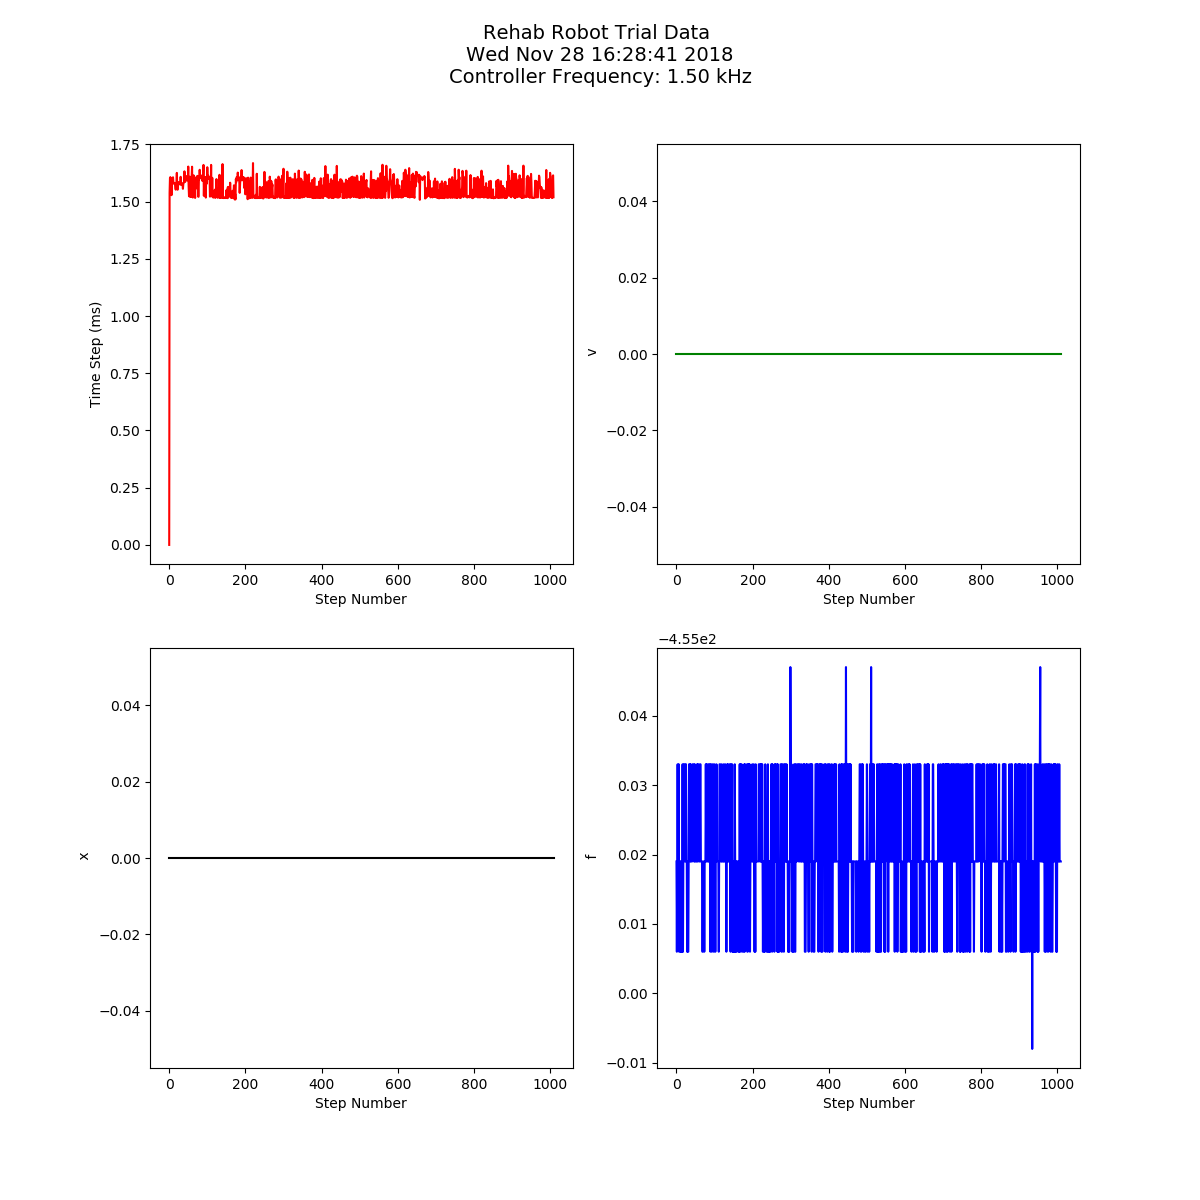 Rehab Robot Trial Data
Wed Nov 28 16:28:41 2018
Controller Frequency: 1.50 kHz
1.75
1.50
1.25
1.00
0.75
0.50
0.25
0.00
Time Step (ms)
0 200 400 600 800 1000
Step Number
0.04
0.02
0.00
−0.02
−0.04
v
0 200 400 600 800 1000
Step Number
0.04
0.02
0.00
−0.02
−0.04
x
0 200 400 600 800 1000
Step Number
−4.55e2
0.04
0.03
0.02
0.01
0.00
−0.01
f
0 200 400 600 800 1000
Step Number